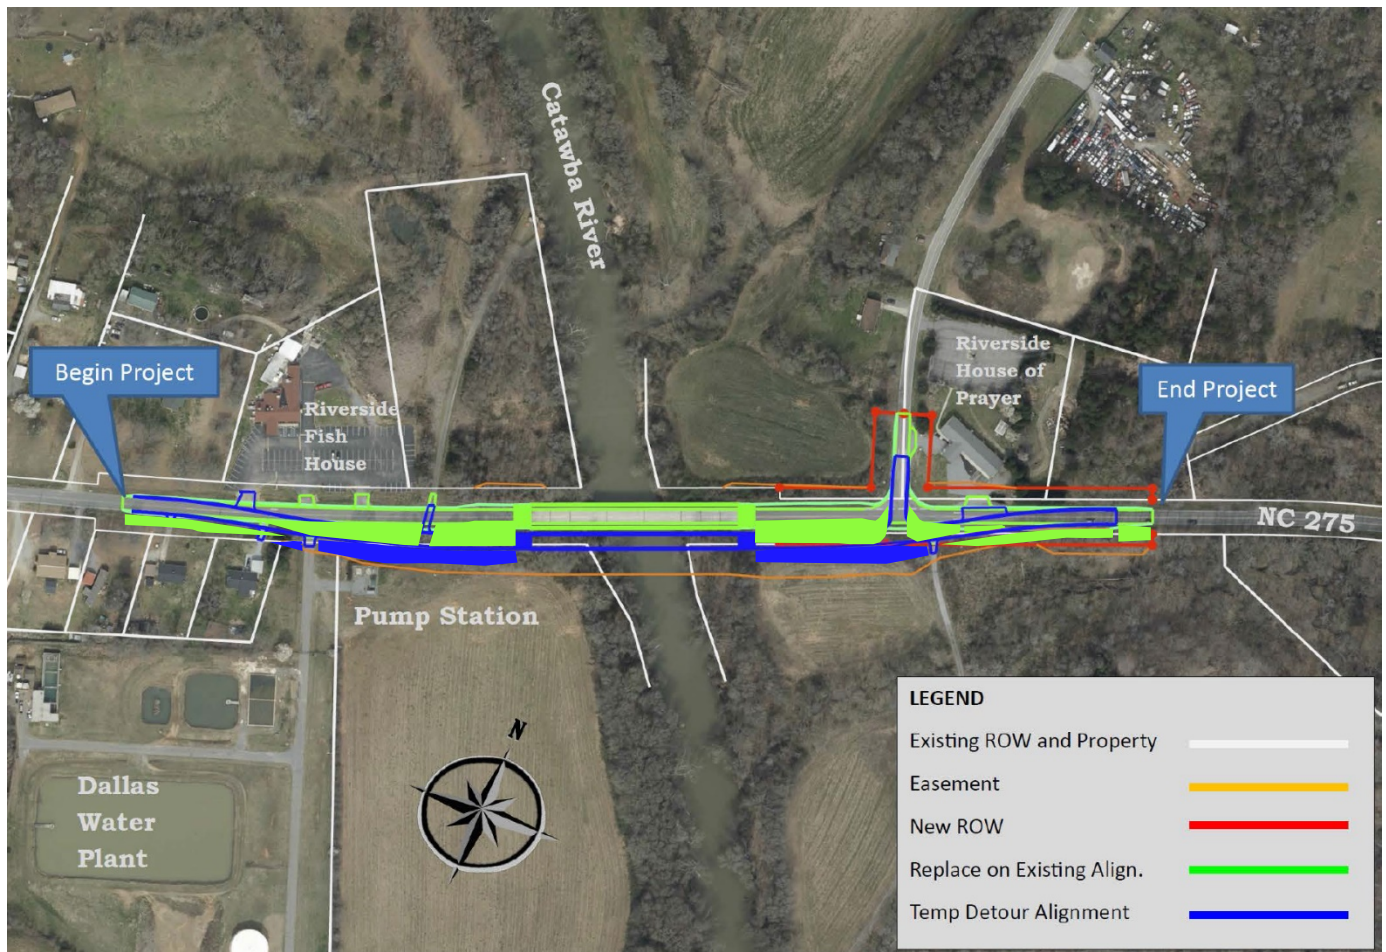 Catawba River
Begin Project
Riverside
Fish
House
Riverside
House of
Prayer
End Project
NC 275
Pump Station
N
Dallas
Water
Plant
LEGEND
Existing ROW and Property
Easement
New ROW
Replace on Existing Align.
Temp Detour Alignment